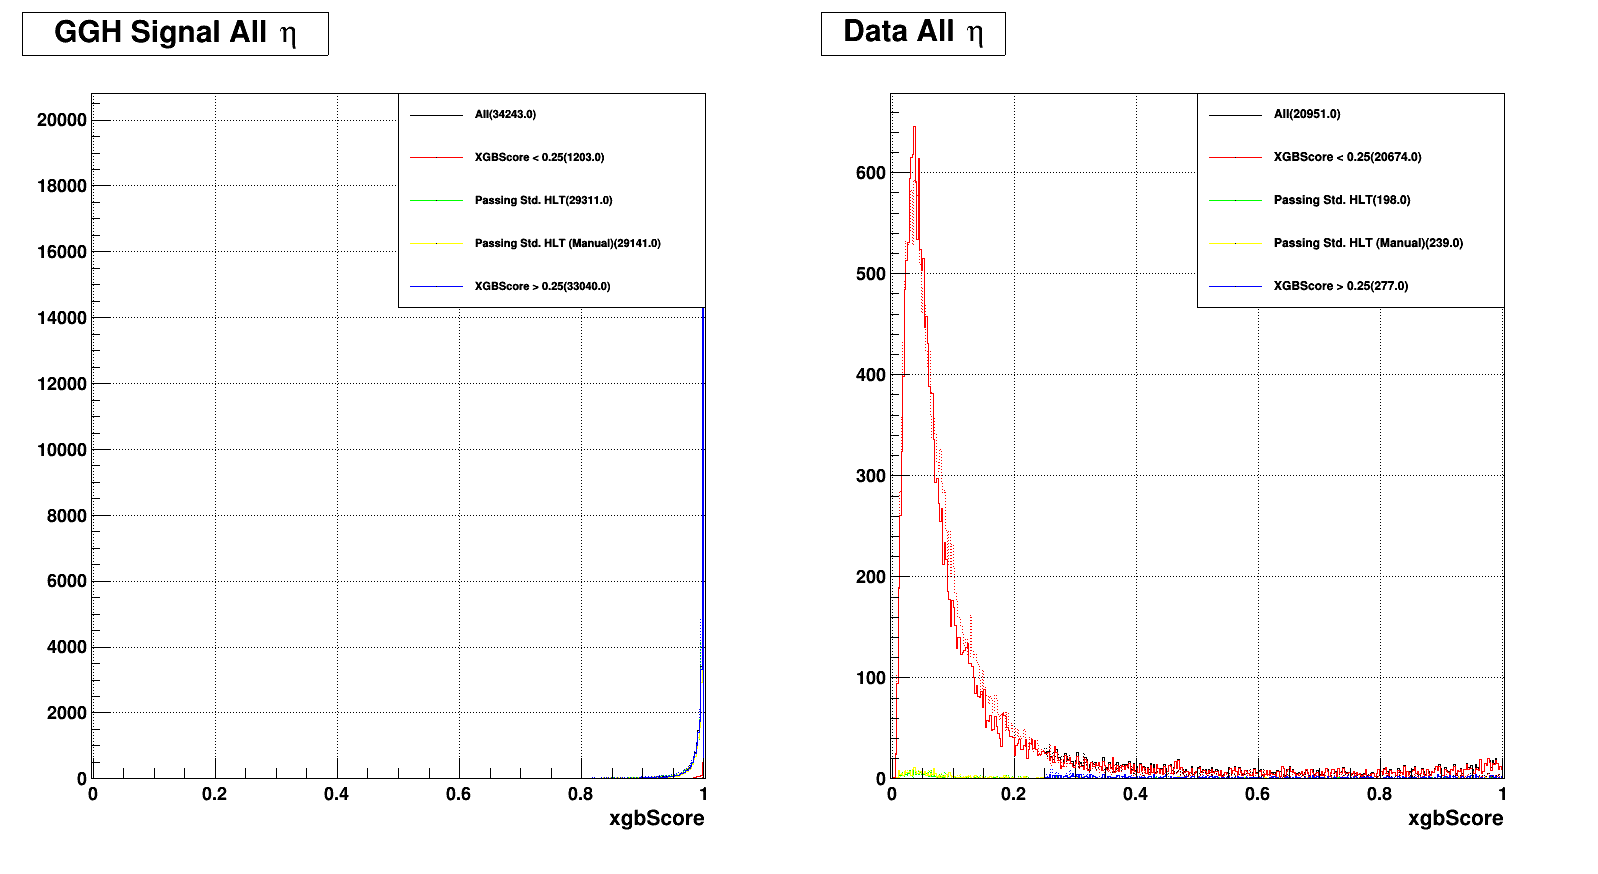 GGH Signal All η
20000
18000
16000
14000
12000
10000
8000
6000
4000
2000
0
0 0.2 0.4 0.6 0.8 1
xgbScore
All(34243.0)
XGBScore < 0.25(1203.0)
Passing Std. HLT(29311.0)
Passing Std. HLT (Manual)(29141.0)
XGBScore > 0.25(33040.0)
Data All η
600
500
400
300
200
100
0
0 0.2 0.4 0.6 0.8 1
xgbScore
All(20951.0)
XGBScore < 0.25(20674.0)
Passing Std. HLT(198.0)
Passing Std. HLT (Manual)(239.0)
XGBScore > 0.25(277.0)